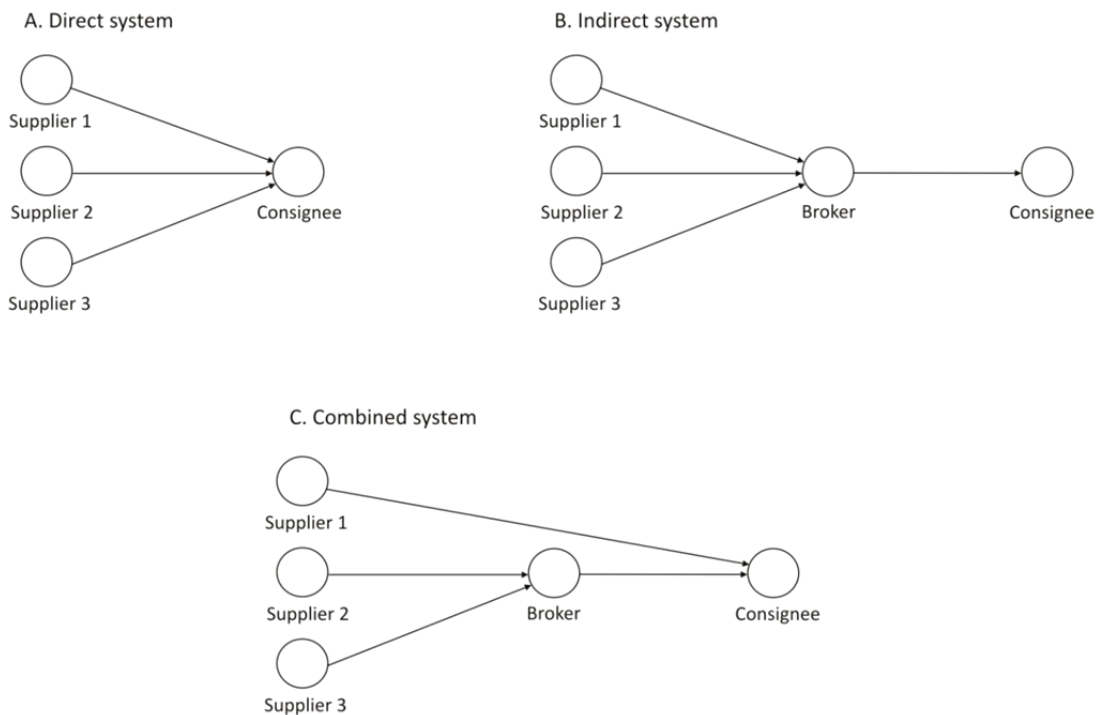 A. Direct system
Supplier 1
Supplier 2
Consignee
Supplier 3
B. Indirect system
Supplier 1
Supplier 2
Broker
Consignee
Supplier 3
C. Combined system
Supplier 1
Supplier 2
Broker
Consignee
Supplier 3